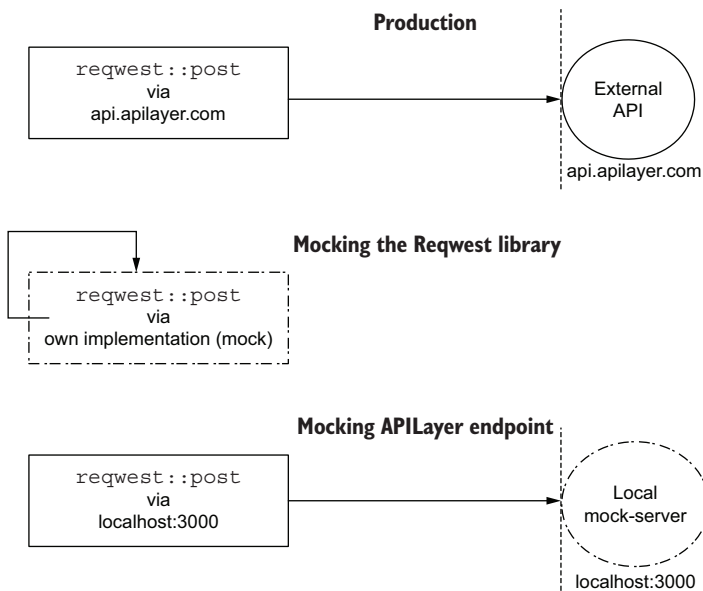 Production
reqwest::post
via
api.apilayer.com
External
API
api.apilayer.com
Mocking the Reqwest library
reqwest::post
via
own implementation (mock)
Mocking APILayer endpoint
reqwest::post
via
localhost:3000
Local
mock-server
localhost:3000